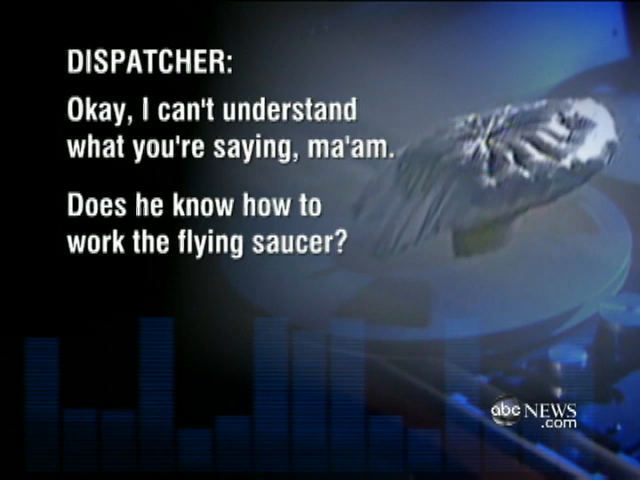 DISPATCHER:
Okay, I can't understand
what you're saying, ma'am.
Does he know how to
work the flying saucer?
abc NEWS
.com